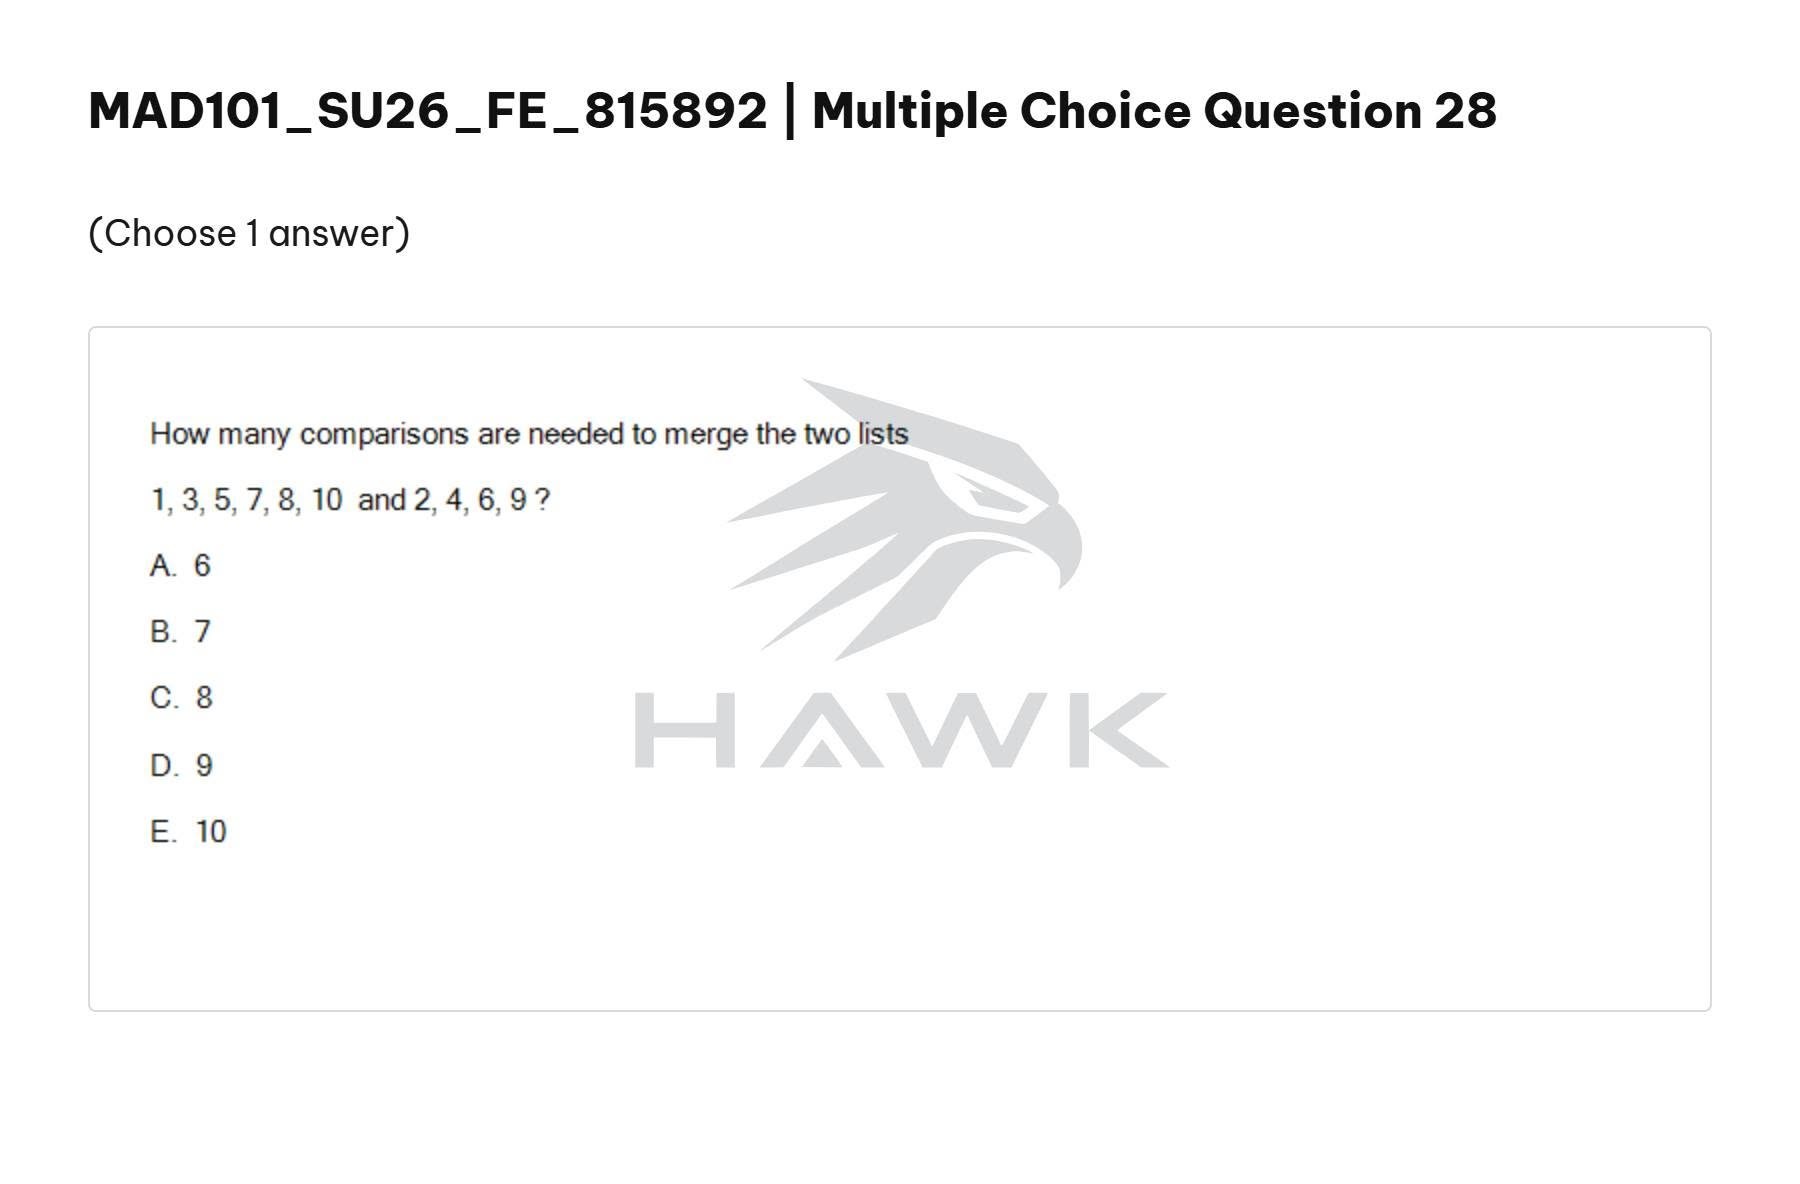 MAD101_SU26_FE_815892 | Multiple Choice Question 28
(Choose 1 answer)
How many comparisons are needed to merge the two lists
1, 3, 5, 7, 8, 10 and 2, 4, 6, 9 ?
A. 6
B. 7
C. 8
D. 9
E. 10
HAWK